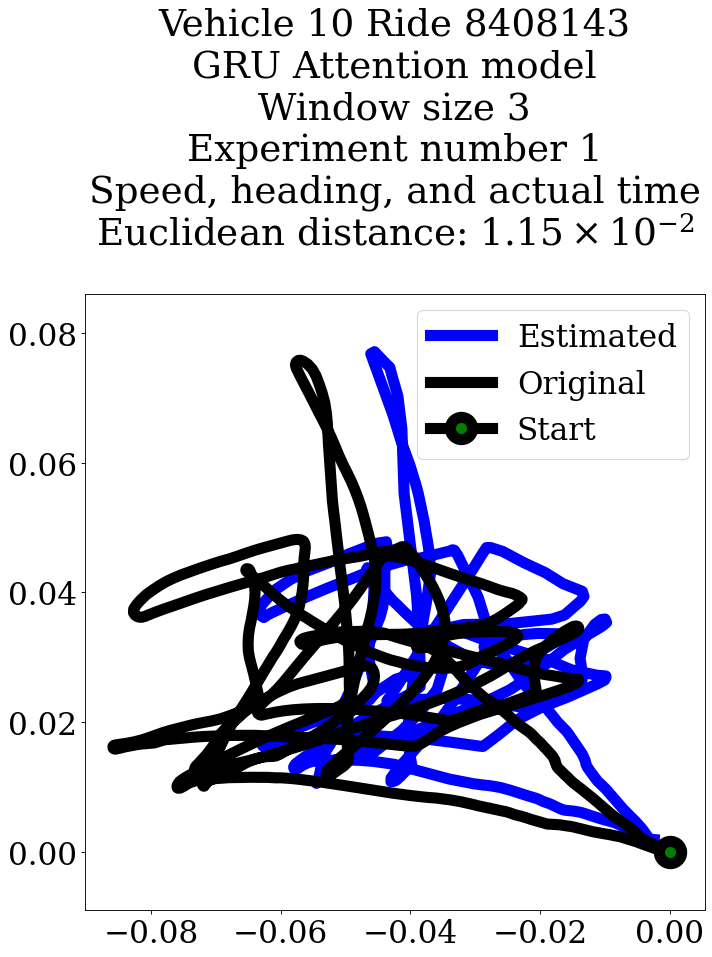 Vehicle 10 Ride 8408143
GRU Attention model
Window size 3
Experiment number 1
Speed, heading, and actual time
Euclidean distance: 1.15 × 10⁻²
Estimated
Original
Start
0.08
0.06
0.04
0.02
0.00
−0.08 −0.06 −0.04 −0.02 0.00